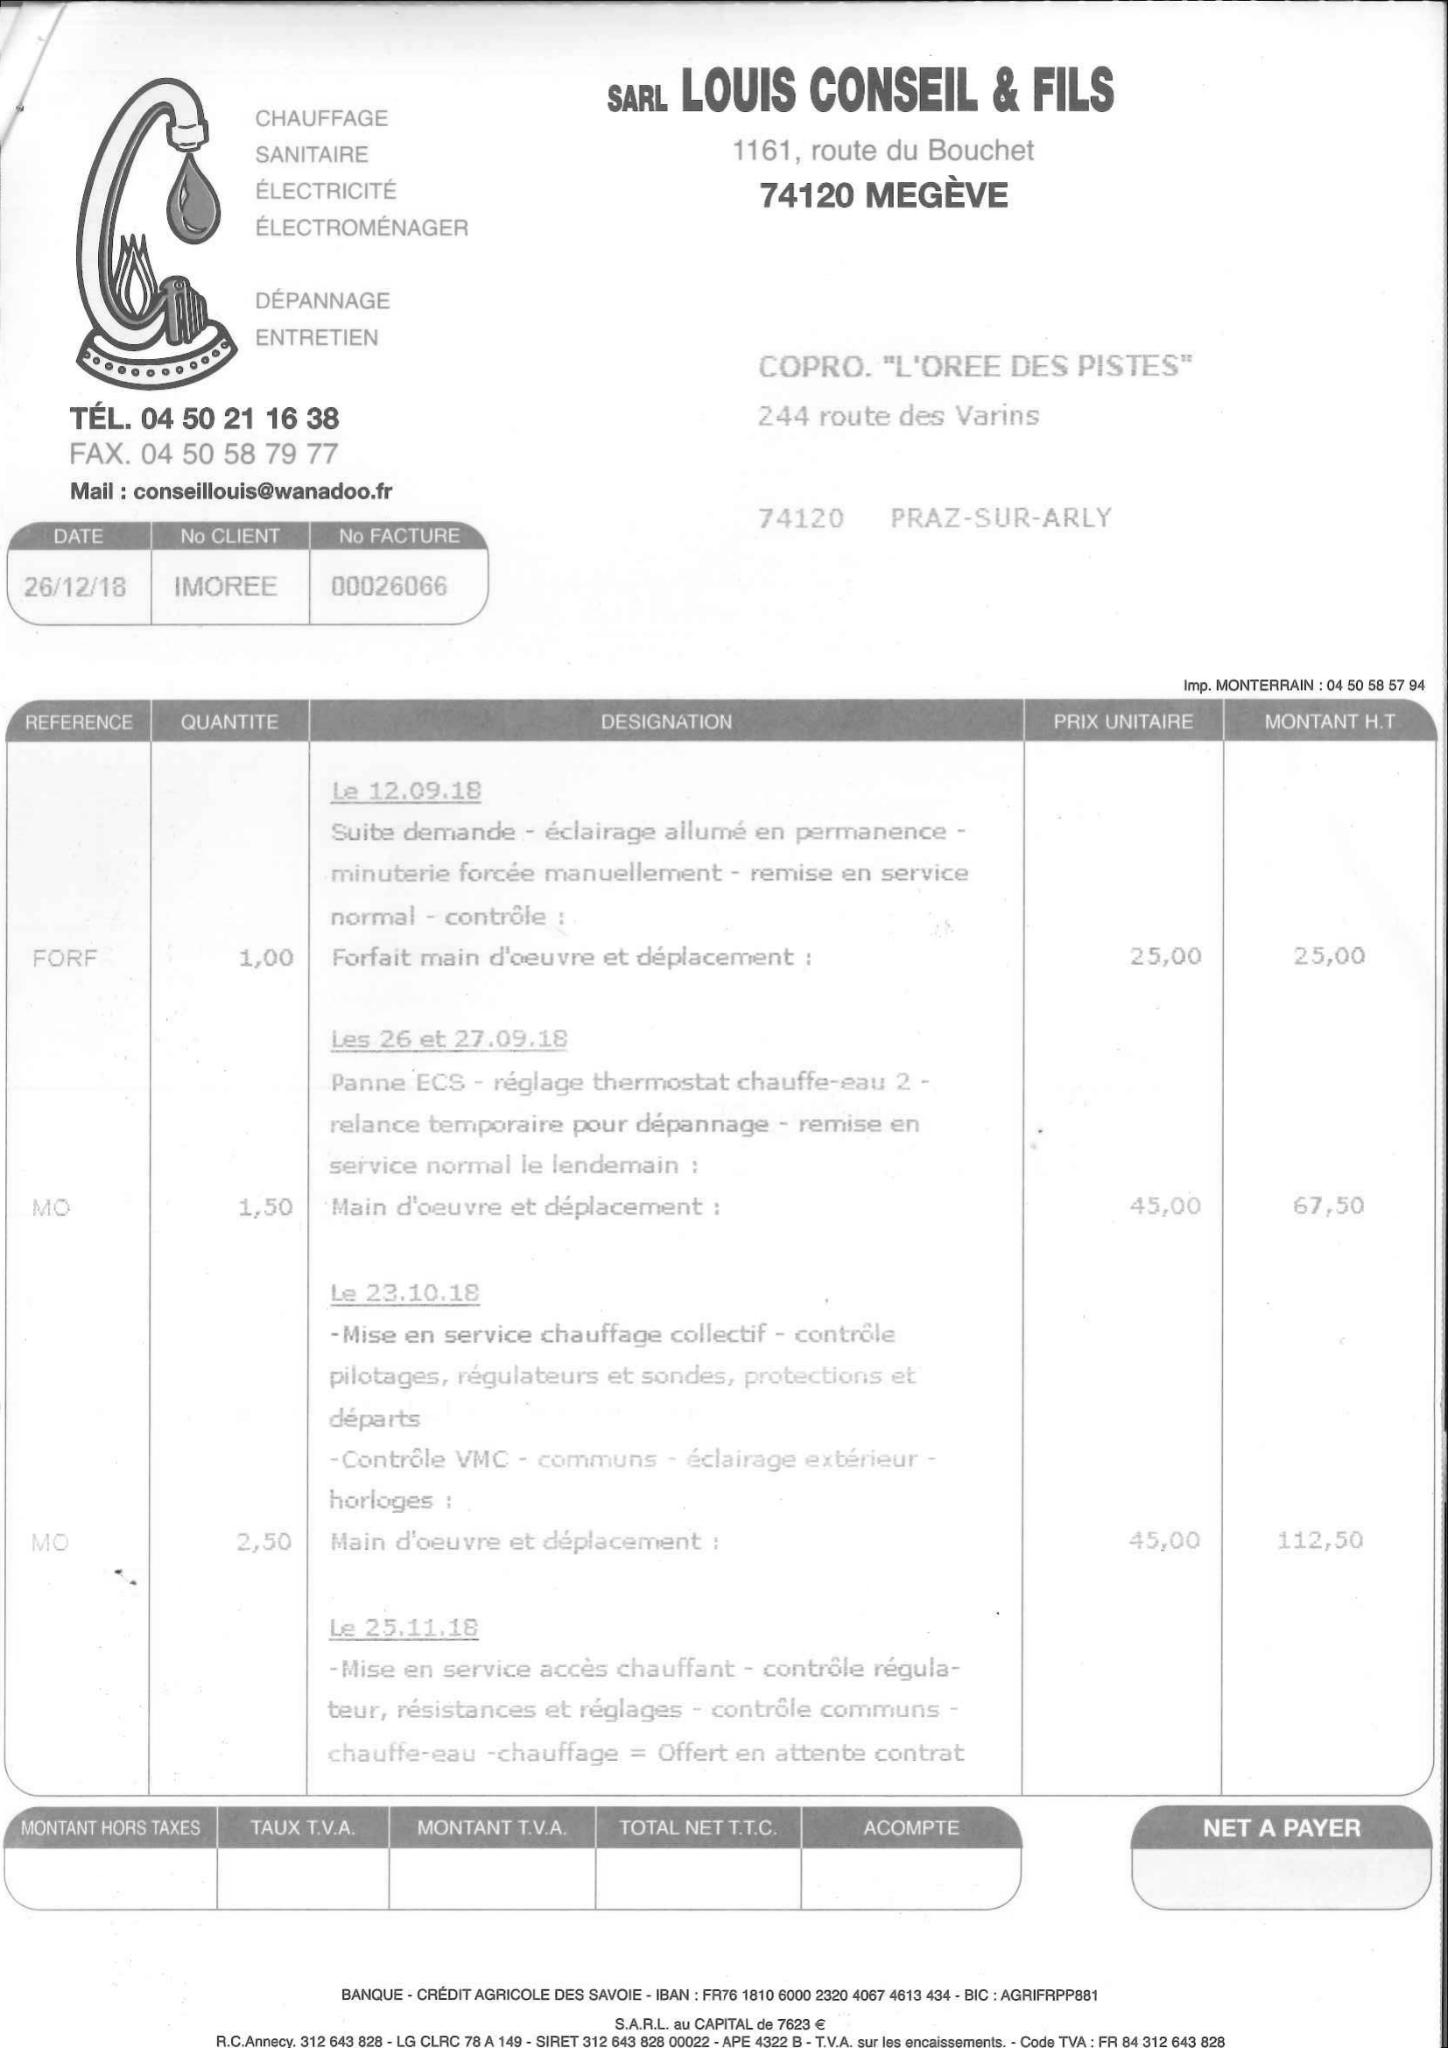 SARL LOUIS CONSEIL & FILS
1161, route du Bouchet
74120 MEGÈVE
CHAUFFAGE
SANITAIRE
ÉLECTRICITÉ
ÉLECTROMÉNAGER
DÉPANNAGE
ENTRETIEN
TÉL. 04 50 21 16 38
FAX. 04 50 58 79 77
Mail : conseillouis@wanadoo.fr
COPRO. "L'OREE DES PISTES"
244 route des Varins
74120 PRAZ-SUR-ARLY
DATE No CLIENT No FACTURE
26/12/18 IMOREE 00026066
Imp. MONTERRAIN : 04 50 58 57 94
REFERENCE QUANTITE DESIGNATION PRIX UNITAIRE MONTANT H.T
Le 12.09.18
Suite demande - éclairage allumé en permanence -
minuterie forcée manuellement - remise en service
normal - contrôle :
FORF 1,00 Forfait main d'oeuvre et déplacement : 25,00 25,00
Les 26 et 27.09.18
Panne ECS - réglage thermostat chauffe-eau 2 -
relance temporaire pour dépannage - remise en
service normal le lendemain :
MO 1,50 Main d'oeuvre et déplacement : 45,00 67,50
Le 23.10.18
-Mise en service chauffage collectif - contrôle
pilotages, régulateurs et sondes, protections et
départs
-Contrôle VMC - communs - éclairage extérieur -
horloges :
MO 2,50 Main d'oeuvre et déplacement : 45,00 112,50
Le 25.11.18
-Mise en service accès chauffant - contrôle régula-
teur, résistances et réglages - contrôle communs -
chauffe-eau -chauffage = Offert en attente contrat
MONTANT HORS TAXES TAUX T.V.A. MONTANT T.V.A. TOTAL NET T.T.C. ACOMPTE NET A PAYER
BANQUE - CRÉDIT AGRICOLE DES SAVOIE - IBAN : FR76 1810 6000 2320 4067 4613 434 - BIC : AGRIFRPP881
S.A.R.L. au CAPITAL de 7623 €
R.C.Annecy. 312 643 828 - LG CLRC 78 A 149 - SIRET 312 643 828 00022 - APE 4322 B - T.V.A. sur les encaissements. - Code TVA : FR 84 312 643 828